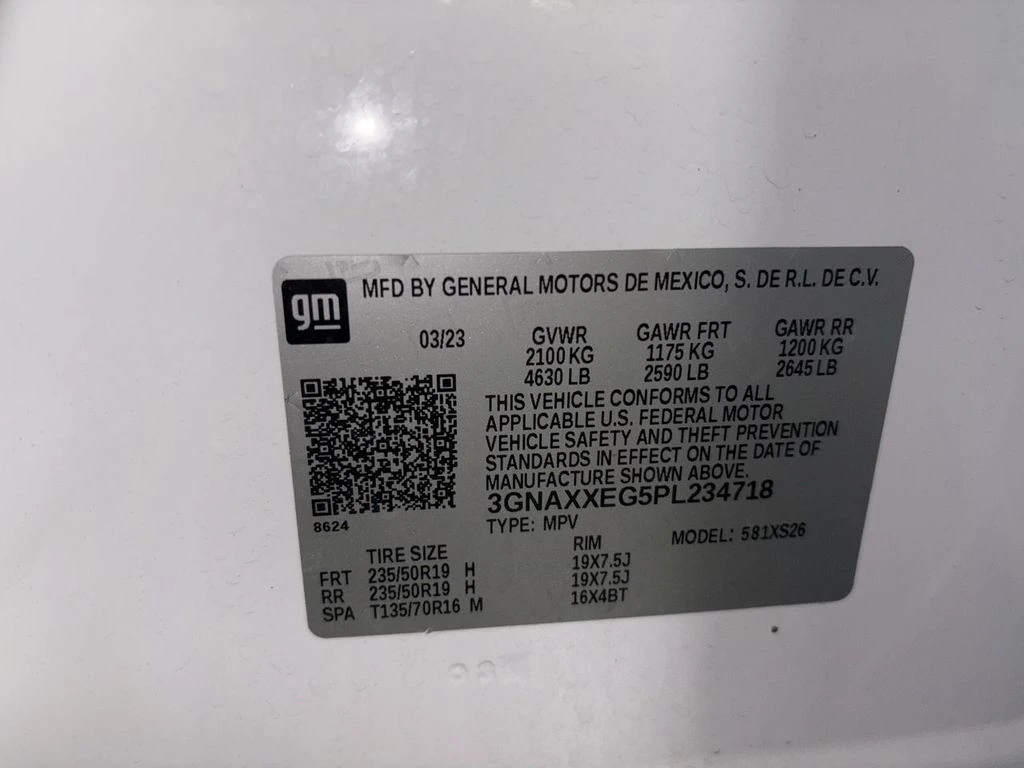 gm
MFD BY GENERAL MOTORS DE MEXICO, S. DE R.L. DE C.V.
03/23
GVWR GAWR FRT GAWR RR
2100 KG 1175 KG 1200 KG
4630 LB 2590 LB 2645 LB
THIS VEHICLE CONFORMS TO ALL
APPLICABLE U.S. FEDERAL MOTOR
VEHICLE SAFETY AND THEFT PREVENTION
STANDARDS IN EFFECT ON THE DATE OF
MANUFACTURE SHOWN ABOVE.
3GNAXXEG5PL234718
8624
TYPE: MPV MODEL: 581XS26
TIRE SIZE RIM
FRT 235/50R19 H 19X7.5J
RR 235/50R19 H 19X7.5J
SPA T135/70R16 M 16X4BT